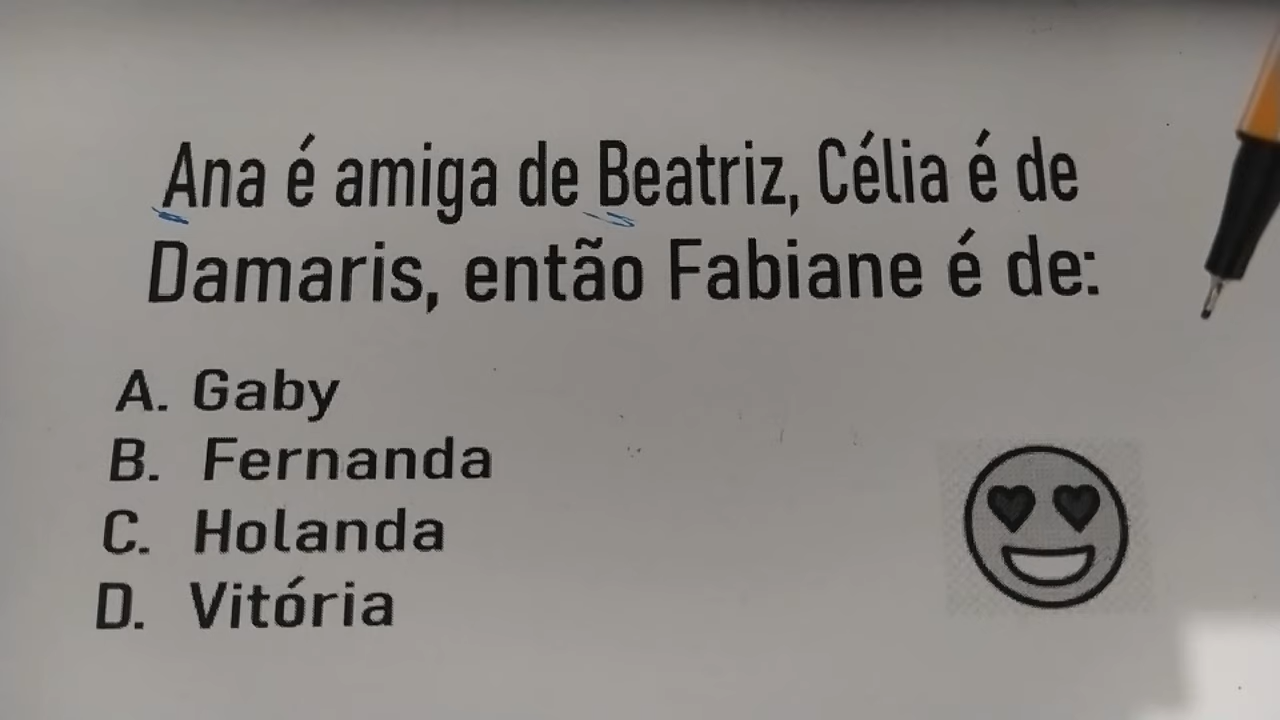 Ana é amiga de Beatriz, Célia é de
Damaris, então Fabiane é de:
A. Gaby
B. Fernanda
C. Holanda
D. Vitória